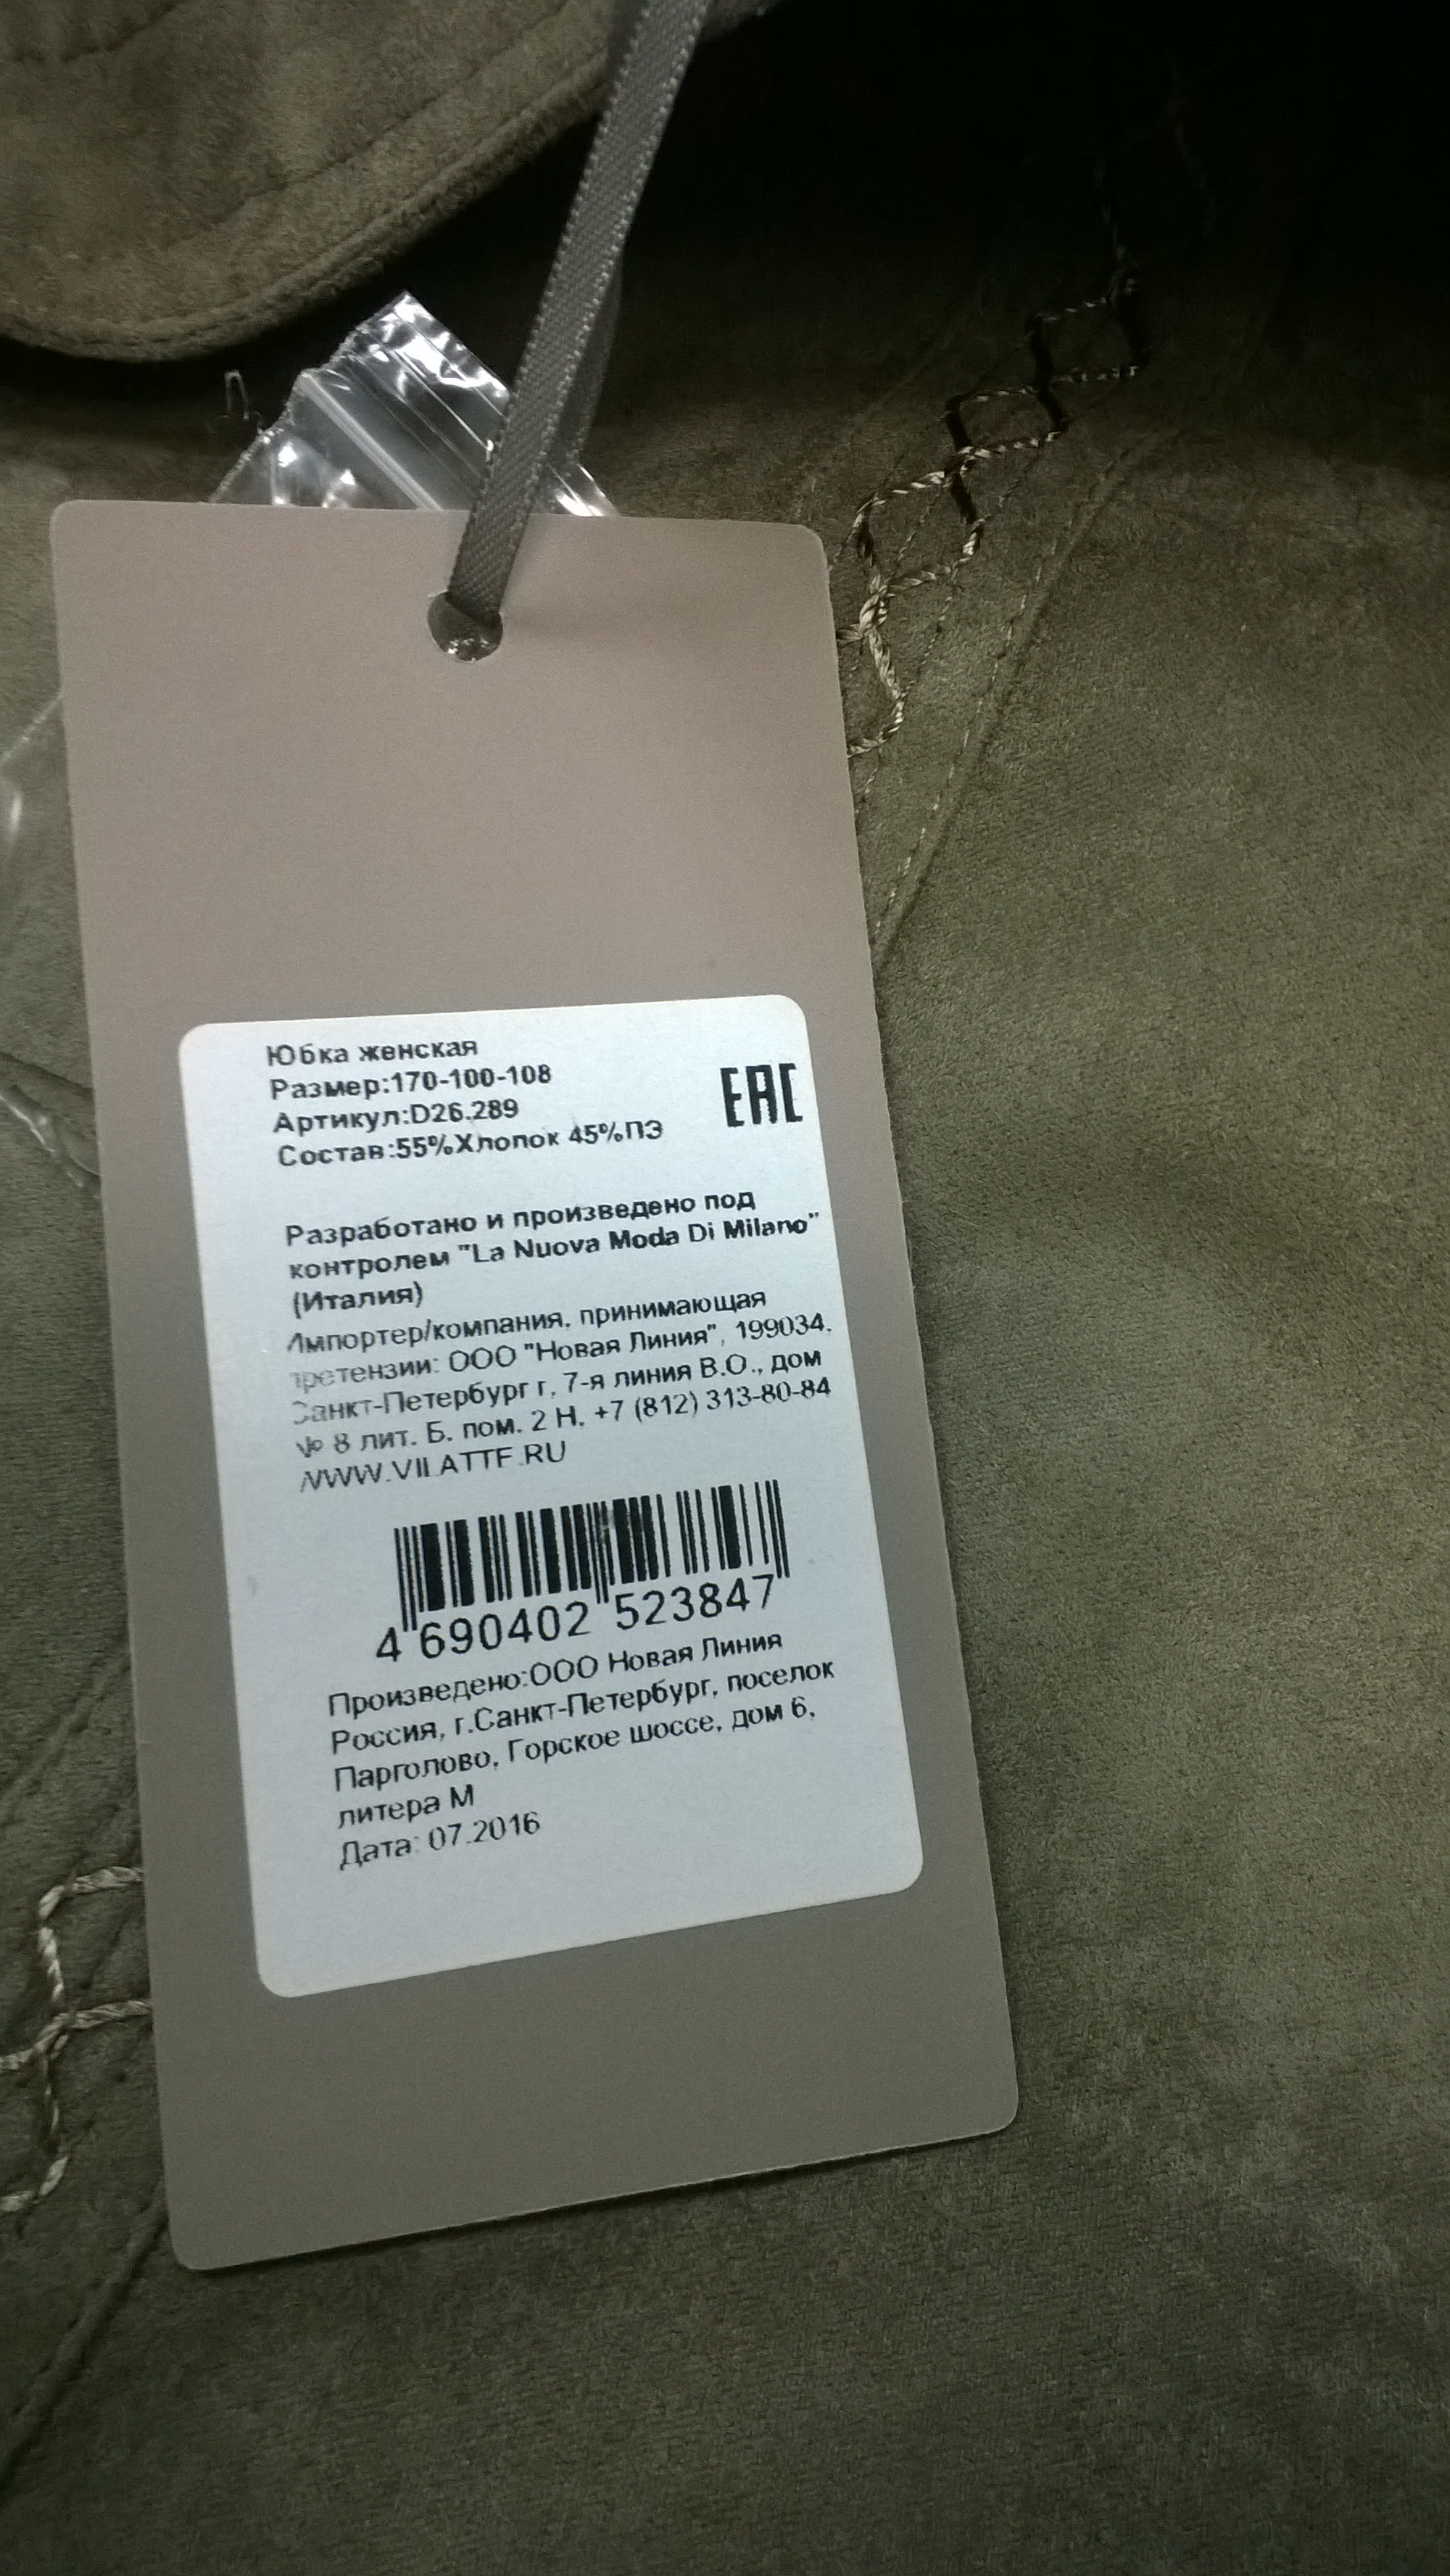 Юбка женская
Размер:170-100-108
Артикул:D26.289
Состав:55%Хлопок 45%ПЭ
EAC
Разработано и произведено под
контролем "La Nuova Moda Di Milano"
(Италия)
Импортер/компания, принимающая
претензии: ООО "Новая Линия", 199034,
Санкт-Петербург г, 7-я линия В.О., дом
№ 8 лит. Б. пом. 2 Н, +7 (812) 313-80-84
WWW.VILATTE.RU
4 690402 523847
Произведено:ООО Новая Линия
Россия, г.Санкт-Петербург, поселок
Парголово, Горское шоссе, дом 6,
литера М
Дата: 07.2016